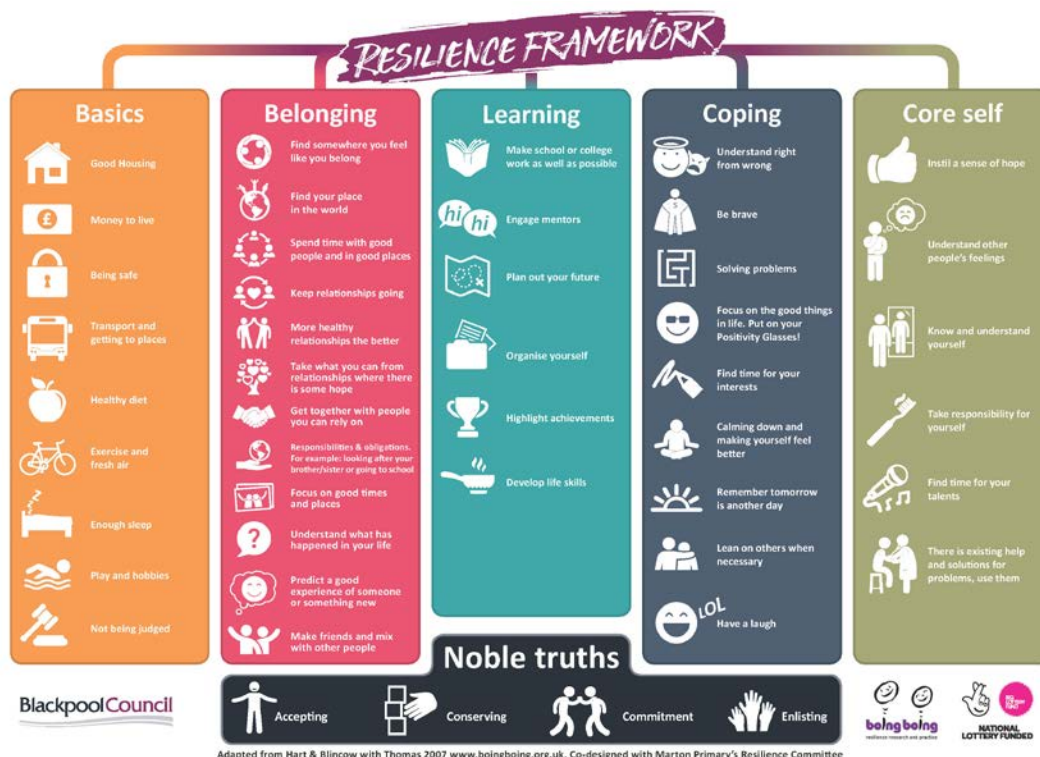 RESILIENCE FRAMEWORK
Basics
Good Housing
£
Money to live
Being safe
Transport and
getting to places
Healthy diet
Exercise and
fresh air
zzz
Enough sleep
Play and hobbies
Not being judged
Belonging
Find somewhere you feel
like you belong
Find your place
in the world
Spend time with good
people and in good places
Keep relationships going
More healthy
relationships the better
Take what you can from
relationships where there
is some hope
Get together with people
you can rely on
Responsibilities & obligations.
For example: looking after your
brother/sister or going to school
Focus on good times
and places
?
Understand what has
happened in your life
Predict a good
experience of someone
or something new
Make friends and mix
with other people
Learning
Make school or college
work as well as possible
hi hi
Engage mentors
Plan out your future
Organise yourself
Highlight achievements
Develop life skills
Coping
Understand right
from wrong
Be brave
Solving problems
Focus on the good things
in life. Put on your
Positivity Glasses!
Find time for your
interests
Calming down and
making yourself feel
better
Remember tomorrow
is another day
Lean on others when
necessary
LOL
Have a laugh
Core self
Instil a sense of hope
Understand other
people's feelings
Know and understand
yourself
Take responsibility for
yourself
Find time for your
talents
There is existing help
and solutions for
problems, use them
Noble truths
Accepting
Conserving
Commitment
Enlisting
BlackpoolCouncil
boingboing
resilience research and practice
NATIONAL
LOTTERY FUNDED
Adapted from Hart & Blincow with Thomas 2007 www.boingboing.org.uk. Co-designed with Marton Primary's Resilience Committee